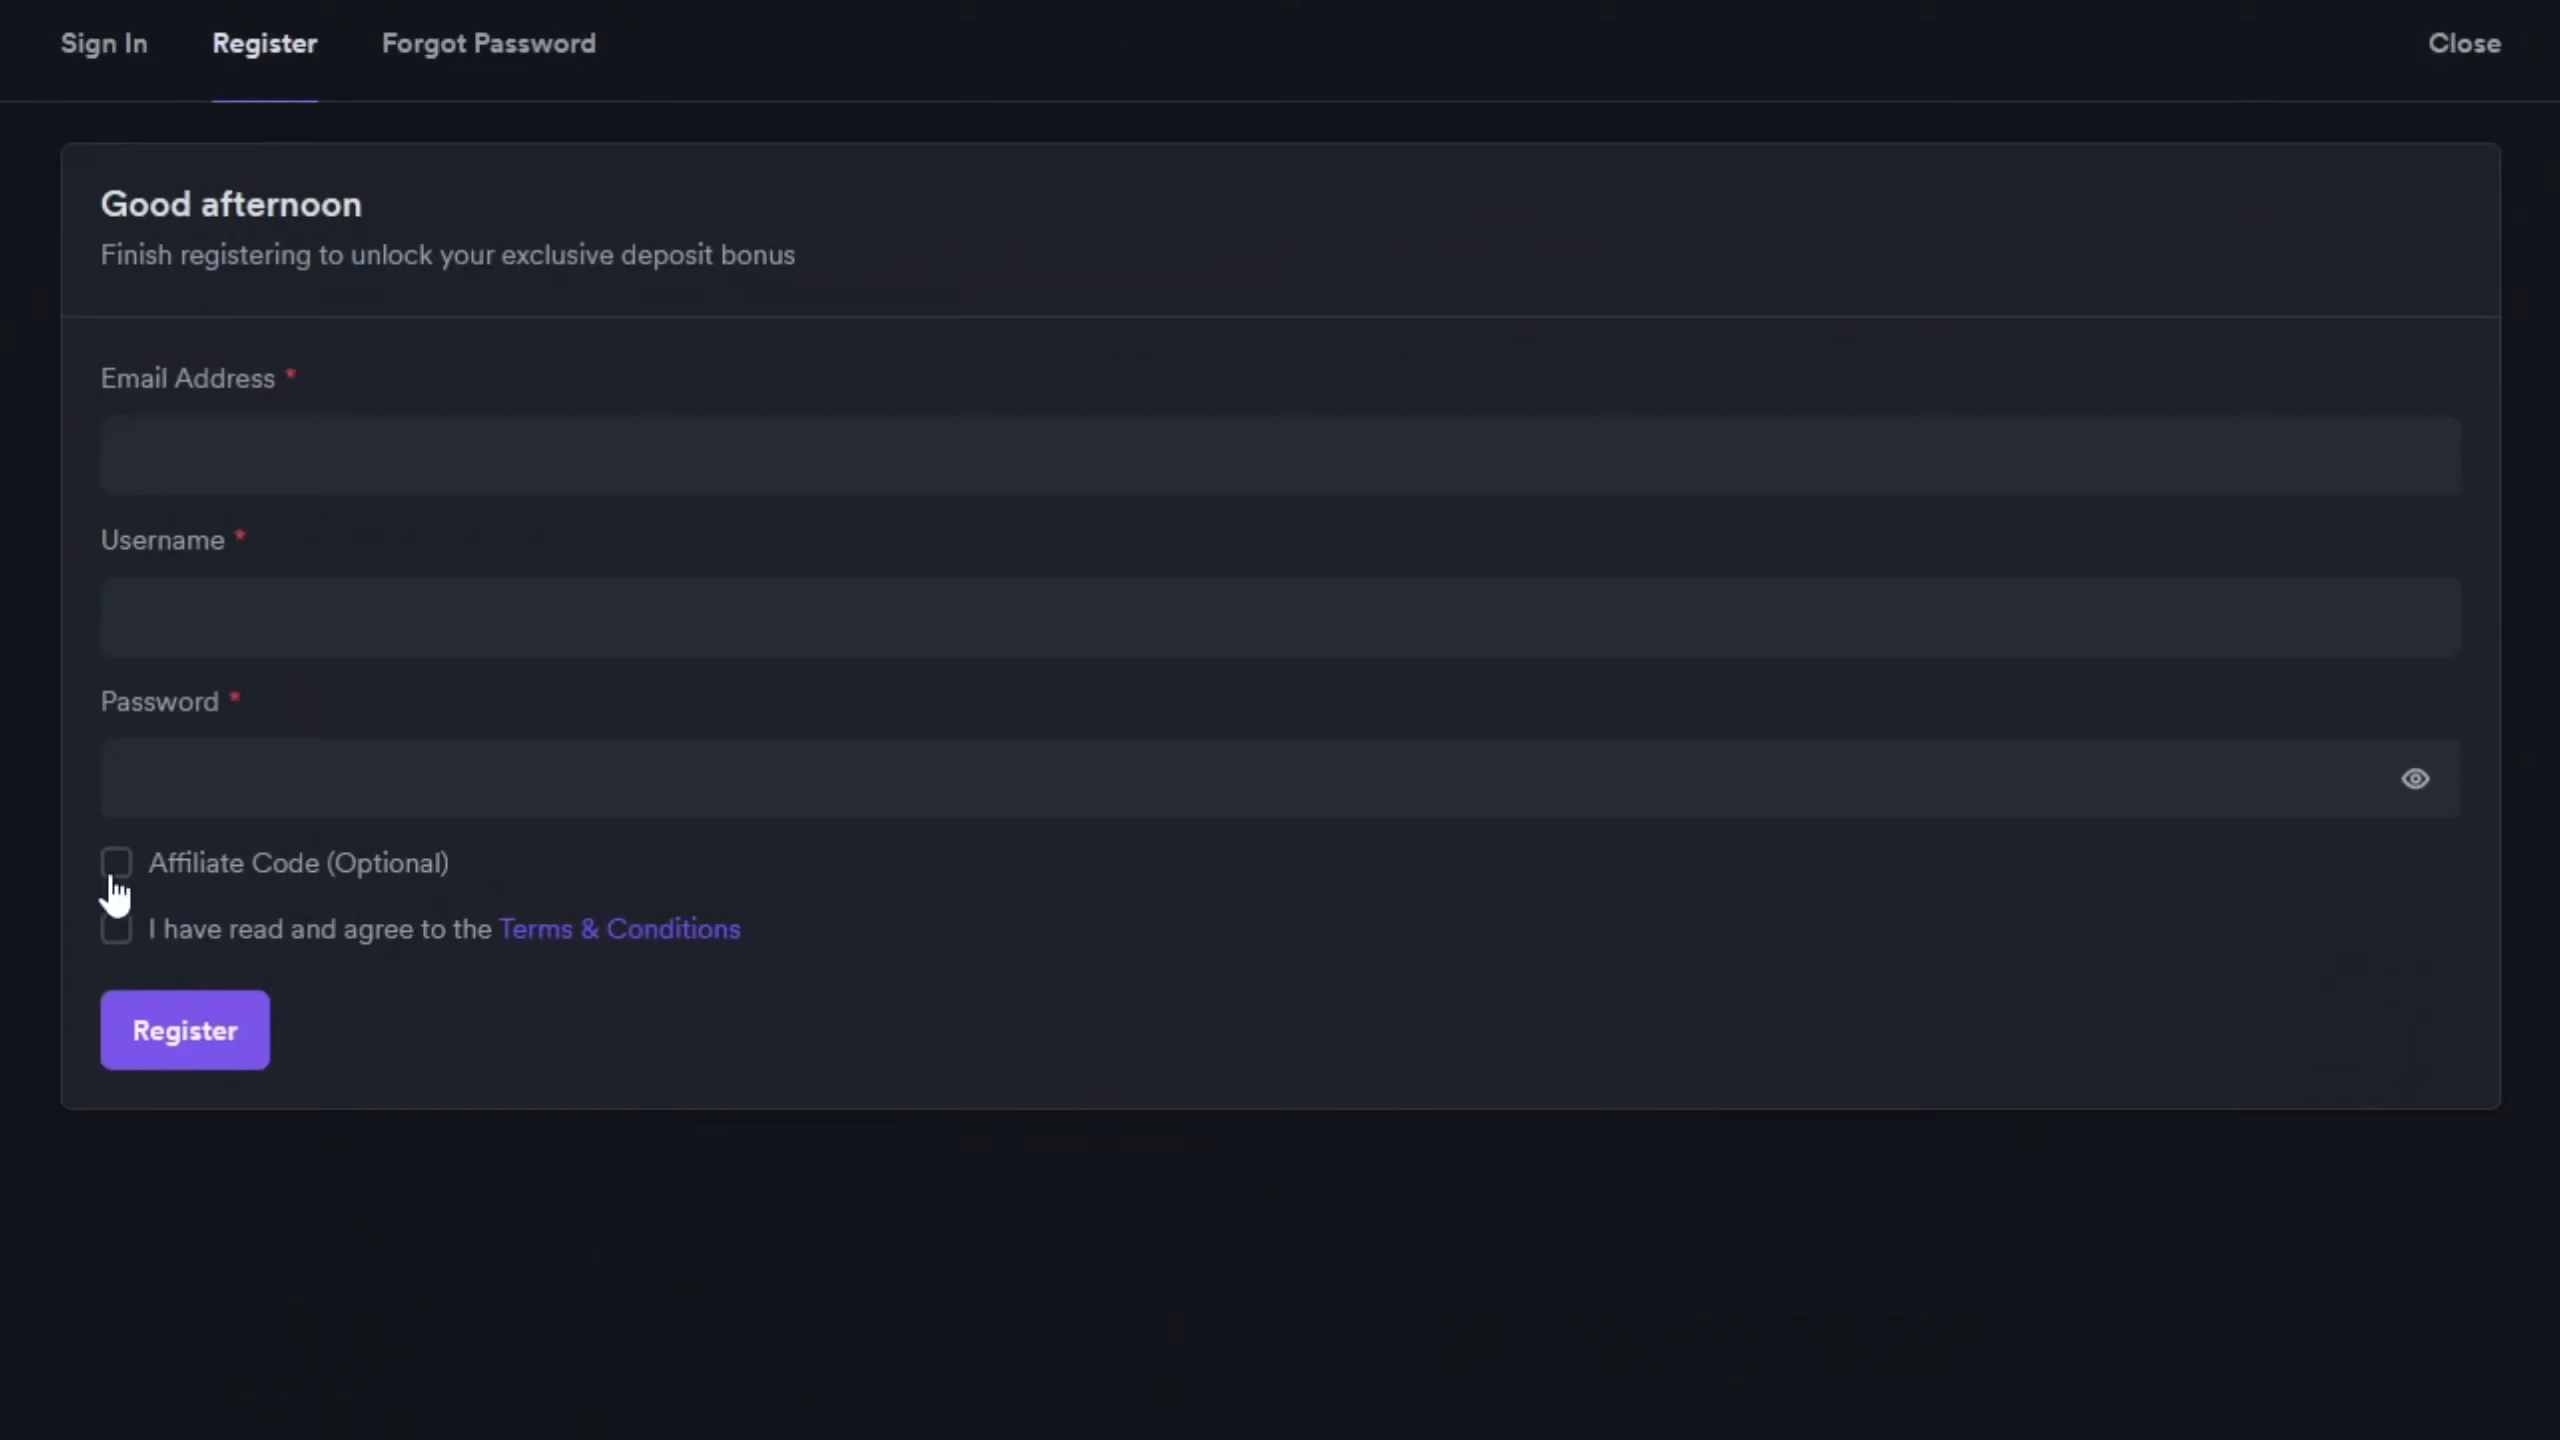 Sign In Register Forgot Password Close
Good afternoon
Finish registering to unlock your exclusive deposit bonus
Email Address *
Username *
Password *
Affiliate Code (Optional)
I have read and agree to the Terms & Conditions
Register